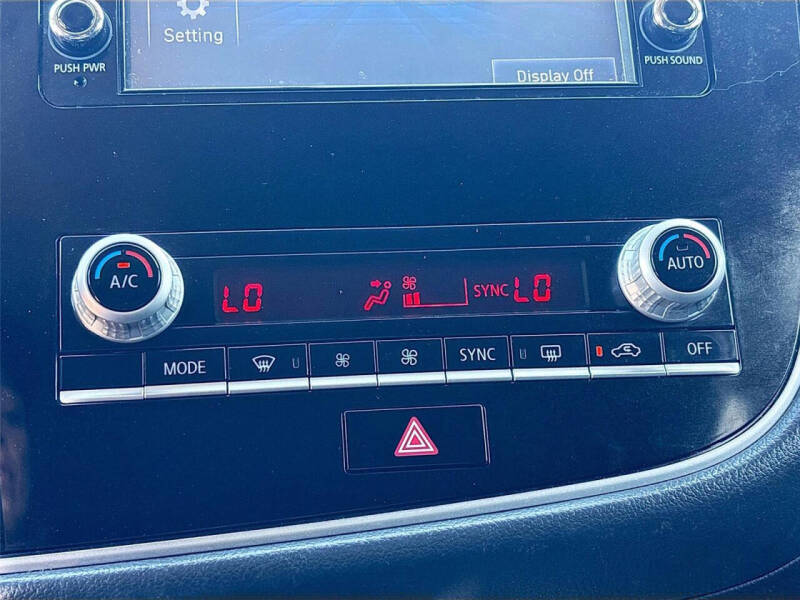 Setting
PUSH PWR
Display Off
PUSH SOUND
A/C
LO
SYNC LO
AUTO
MODE
SYNC
OFF